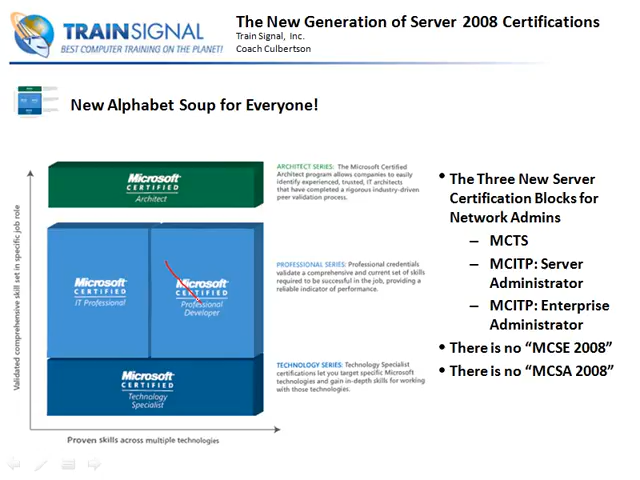 TRAINSIGNAL
BEST COMPUTER TRAINING ON THE PLANET!
The New Generation of Server 2008 Certifications
Train Signal, Inc.
Coach Culbertson
New Alphabet Soup for Everyone!
Validated comprehensive skill set in specific job role
Microsoft
CERTIFIED
Architect
ARCHITECT SERIES: The Microsoft Certified
Architect program allows companies to easily
identify experienced, trusted, IT architects
that have completed a rigorous industry-driven
peer validation process.
Microsoft
CERTIFIED
IT Professional
Microsoft
CERTIFIED
Professional
Developer
PROFESSIONAL SERIES: Professional credentials
validate a comprehensive and current set of skills
required to be successful in the job, providing a
reliable indicator of performance.
Microsoft
CERTIFIED
Technology
Specialist
TECHNOLOGY SERIES: Technology Specialist
certifications let you target specific Microsoft
technologies and gain in-depth skills for working
with those technologies.
Proven skills across multiple technologies
• The Three New Server
Certification Blocks for
Network Admins
– MCTS
– MCITP: Server
Administrator
– MCITP: Enterprise
Administrator
• There is no “MCSE 2008”
• There is no “MCSA 2008”